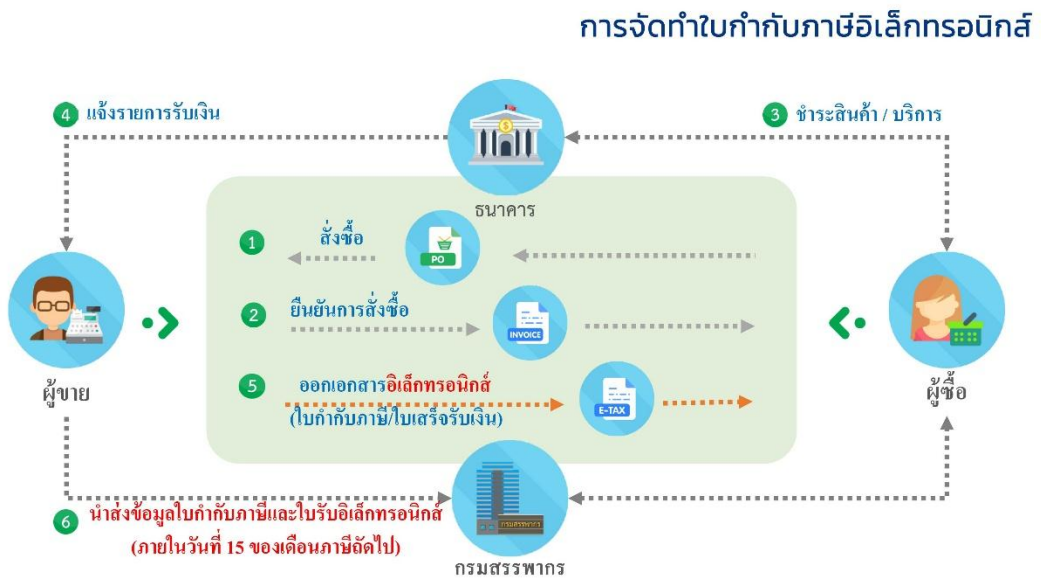 การจัดทำใบกำกับภาษีอิเล็กทรอนิกส์
4 แจ้งรายการรับเงิน
3 ชำระสินค้า / บริการ
ธนาคาร
1 สั่งซื้อ
PO
2 ยืนยันการสั่งซื้อ
INVOICE
ผู้ขาย
ผู้ซื้อ
5 ออกเอกสารอิเล็กทรอนิกส์
(ใบกำกับภาษี/ใบเสร็จรับเงิน)
E-TAX
6 นำส่งข้อมูลใบกำกับภาษีและใบรับอิเล็กทรอนิกส์
(ภายในวันที่ 15 ของเดือนภาษีถัดไป)
กรมสรรพากร
กรมสรรพากร